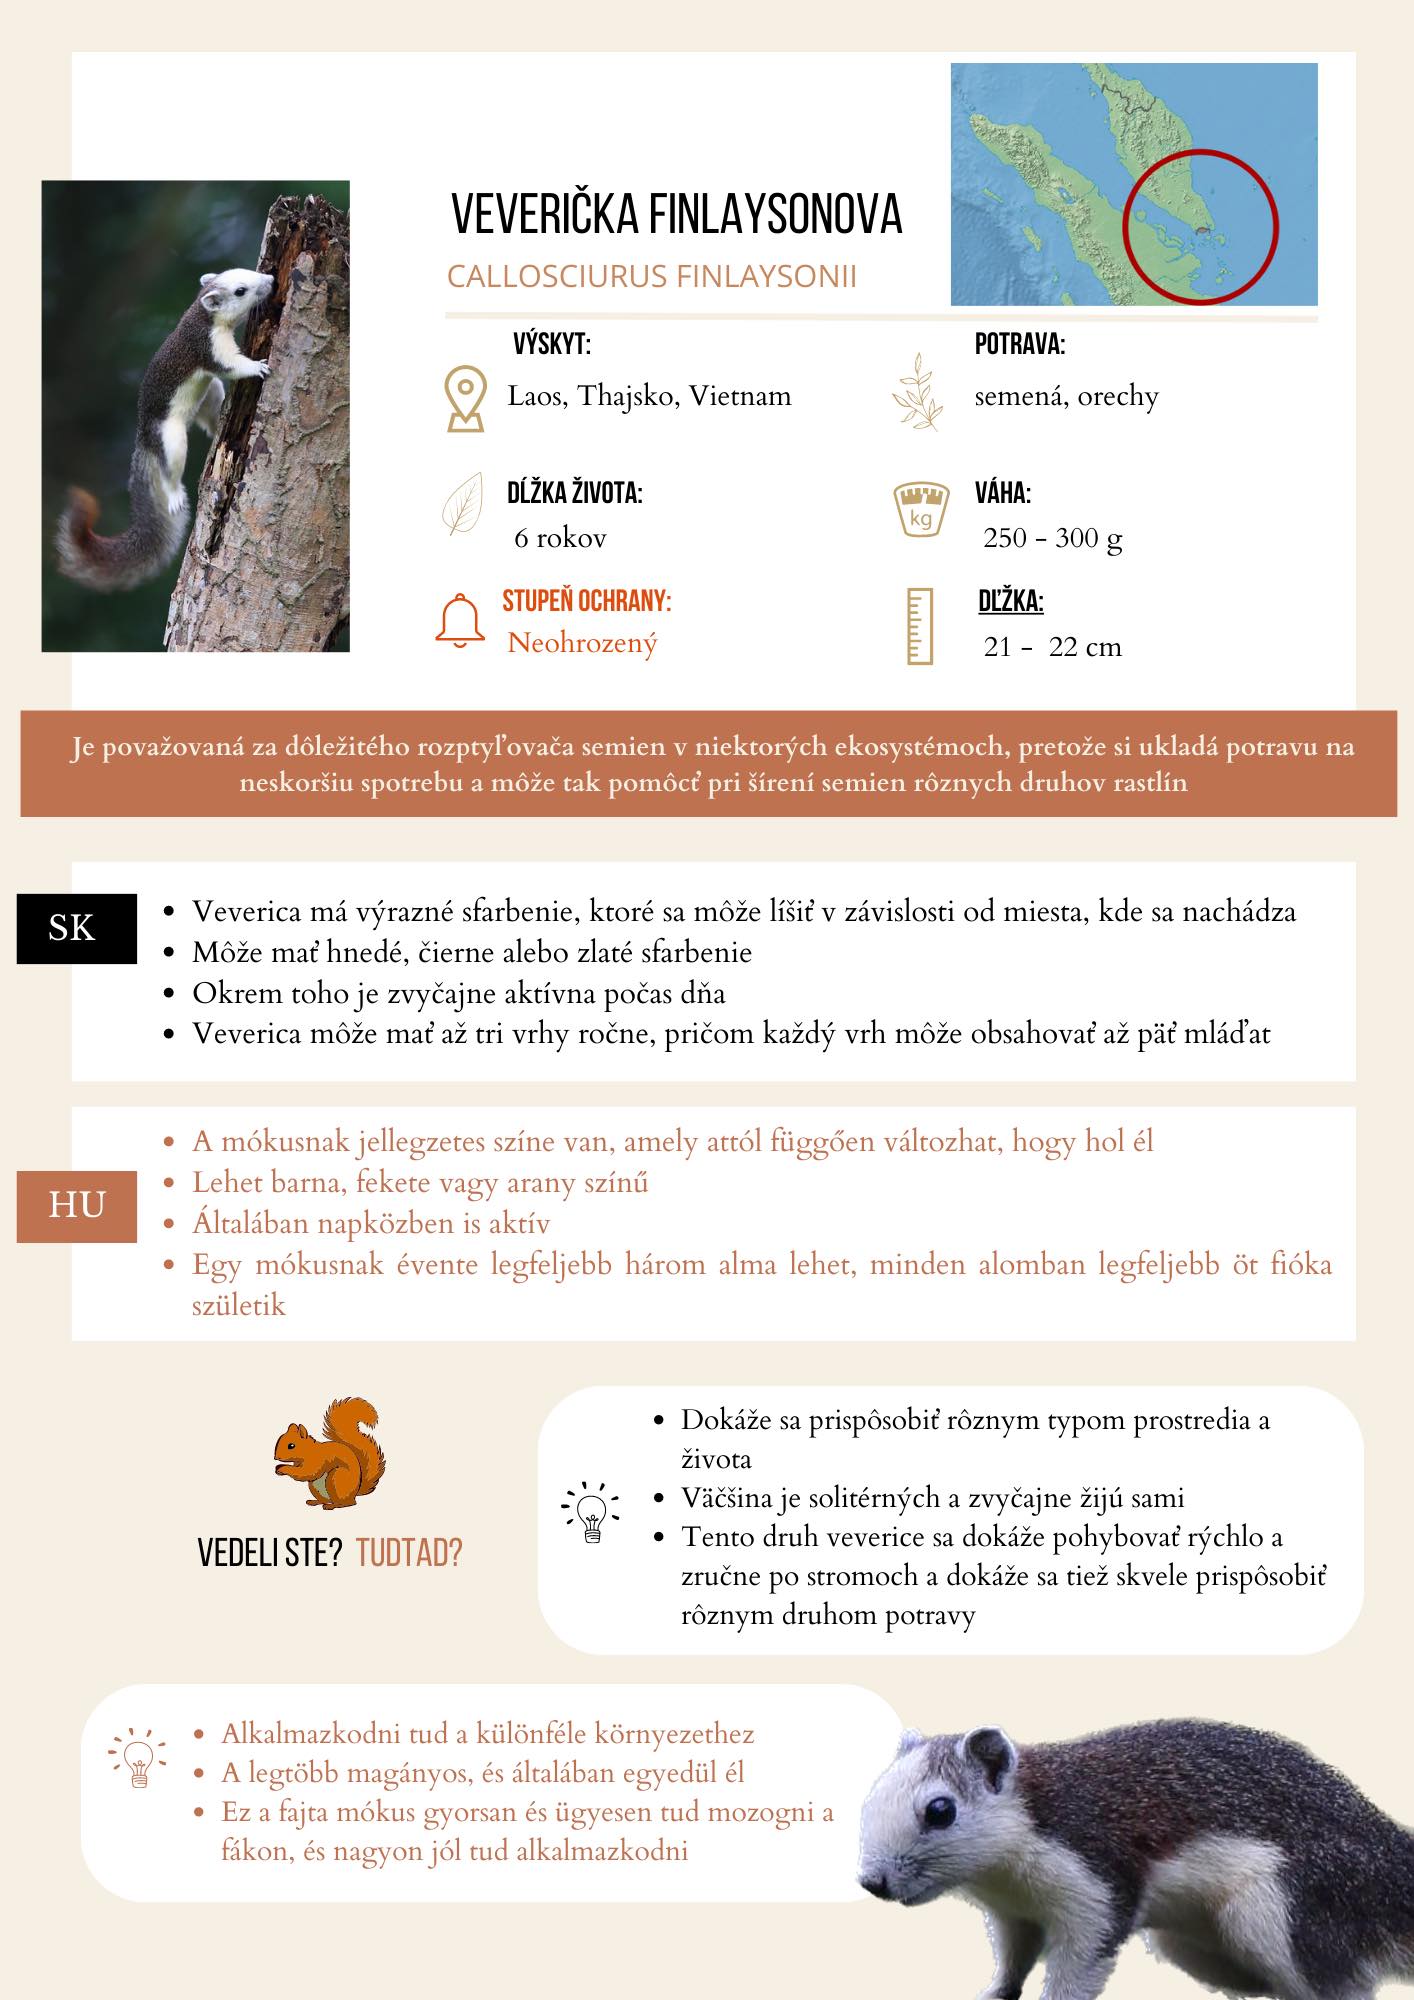 VEVERIČKA FINLAYSONOVA
CALLOSCIURUS FINLAYSONII
VÝSKYT:
Laos, Thajsko, Vietnam
POTRAVA:
semená, orechy
DĹŽKA ŽIVOTA:
6 rokov
VÁHA:
kg
250 - 300 g
STUPEŇ OCHRANY:
Neohrozený
DĽŽKA:
21 - 22 cm
Je považovaná za dôležitého rozptyľovača semien v niektorých ekosystémoch, pretože si ukladá potravu na
neskoršiu spotrebu a môže tak pomôcť pri šírení semien rôznych druhov rastlín
SK
• Veverica má výrazné sfarbenie, ktoré sa môže líšiť v závislosti od miesta, kde sa nachádza
• Môže mať hnedé, čierne alebo zlaté sfarbenie
• Okrem toho je zvyčajne aktívna počas dňa
• Veverica môže mať až tri vrhy ročne, pričom každý vrh môže obsahovať až päť mláďat
HU
• A mókusnak jellegzetes színe van, amely attól függően változhat, hogy hol él
• Lehet barna, fekete vagy arany színű
• Általában napközben is aktív
• Egy mókusnak évente legfeljebb három alma lehet, minden alomban legfeljebb öt fióka
születik
VEDELI STE? TUDTAD?
• Dokáže sa prispôsobiť rôznym typom prostredia a
života
• Väčšina je solitérných a zvyčajne žijú sami
• Tento druh veverice sa dokáže pohybovať rýchlo a
zručne po stromoch a dokáže sa tiež skvele prispôsobiť
rôznym druhom potravy
• Alkalmazkodni tud a különféle környezethez
• A legtöbb magányos, és általában egyedül él
• Ez a fajta mókus gyorsan és ügyesen tud mozogni a
fákon, és nagyon jól tud alkalmazkodni